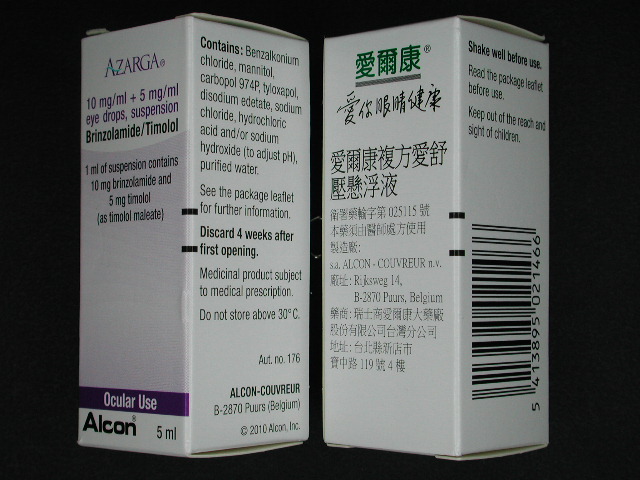 AZARGA®
10 mg/ml + 5 mg/ml
eye drops, suspension
Brinzolamide/Timolol
1 ml of suspension contains
10 mg brinzolamide and
5 mg timolol
(as timolol maleate)
Ocular Use
Alcon®
5 ml
Contains: Benzalkonium
chloride, mannitol,
carbopol 974P, tyloxapol,
disodium edetate, sodium
chloride, hydrochloric
acid and/or sodium
hydroxide (to adjust pH),
purified water.
See the package leaflet
for further information.
Discard 4 weeks after
first opening.
Medicinal product subject
to medical prescription.
Do not store above 30°C.
Aut. no. 176
ALCON-COUVREUR
B-2870 Puurs (Belgium)
© 2010 Alcon, Inc.
愛爾康®
愛你眼睛健康
愛爾康複方愛舒
壓懸浮液
衛署藥輸字第 025115 號
本藥須由醫師處方使用
製造廠:
s.a. ALCON - COUVREUR n.v.
廠址: Rijksweg 14,
B-2870 Puurs, Belgium
藥商: 瑞士商愛爾康大藥廠
股份有限公司台灣分公司
地址: 台北縣新店市
寶中路 119 號 4 樓
Shake well before use.
Read the package leaflet
before use.
Keep out of the reach and
sight of children.
5 413895 021466